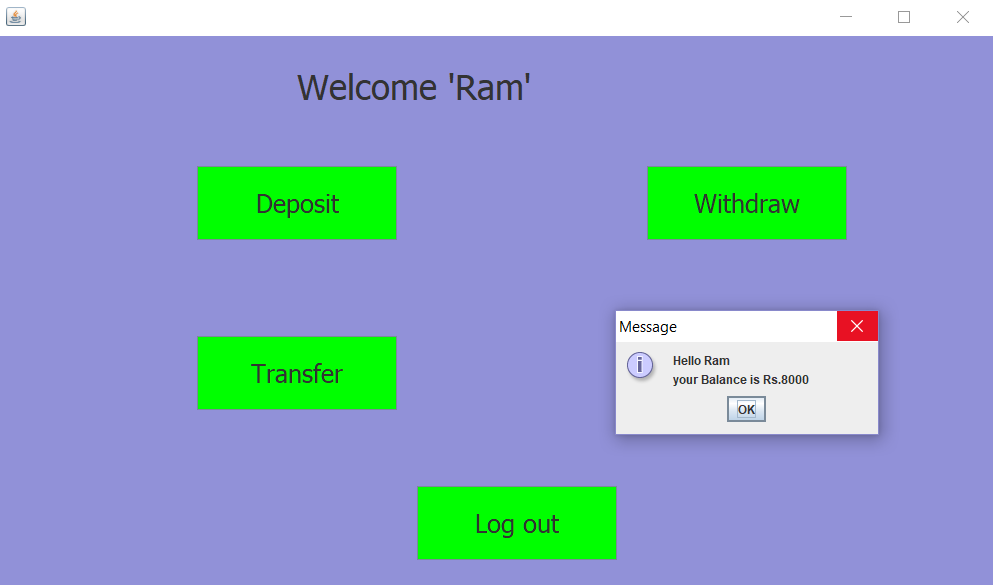 Welcome 'Ram'
Deposit
Withdraw
Transfer
Message
Hello Ram
your Balance is Rs.8000
OK
Log out